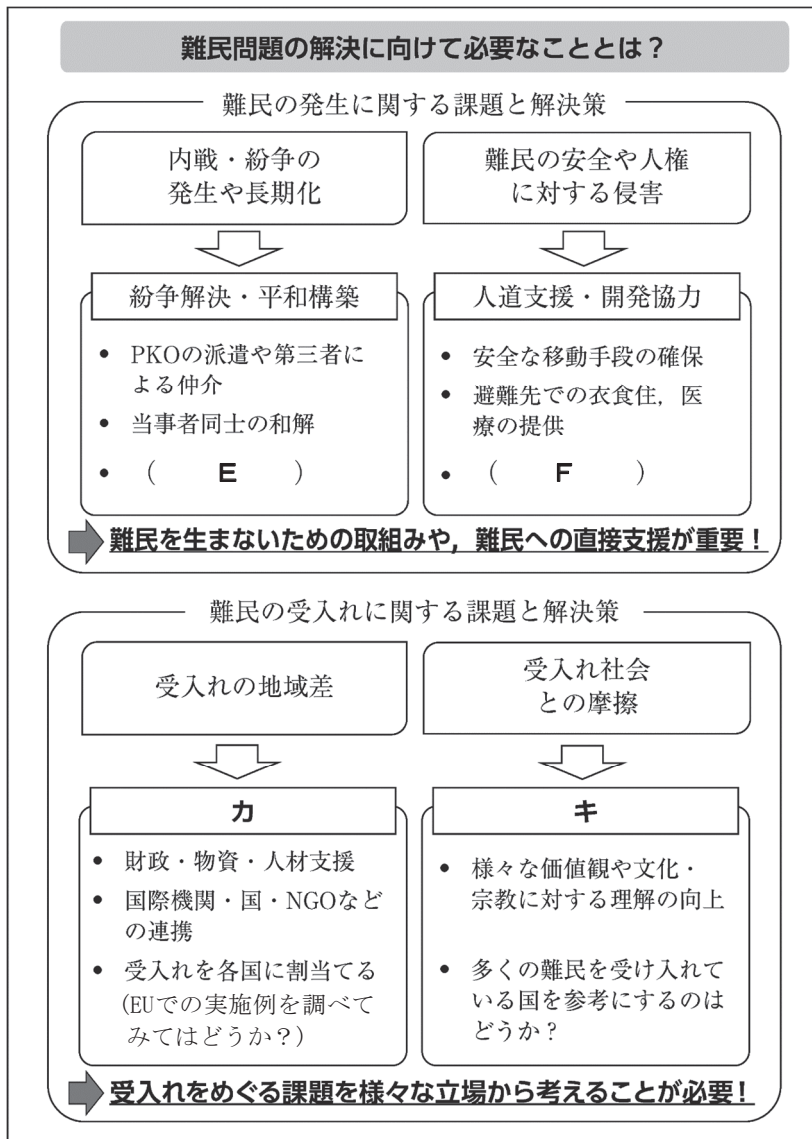 難民問題の解決に向けて必要なこととは？
難民の発生に関する課題と解決策
内戦・紛争の
発生や長期化
難民の安全や人権
に対する侵害
紛争解決・平和構築
• PKOの派遣や第三者に
よる仲介
• 当事者同士の和解
• （　E　）
人道支援・開発協力
• 安全な移動手段の確保
• 避難先での衣食住，医
療の提供
• （　F　）
難民を生まないための取組みや，難民への直接支援が重要！
難民の受入れに関する課題と解決策
受入れの地域差
受入れ社会
との摩擦
カ
• 財政・物資・人材支援
• 国際機関・国・NGOなど
の連携
• 受入れを各国に割当てる
(EUでの実施例を調べて
みてはどうか？)
キ
• 様々な価値観や文化・
宗教に対する理解の向上
• 多くの難民を受け入れて
いる国を参考にするのは
どうか？
受入れをめぐる課題を様々な立場から考えることが必要！